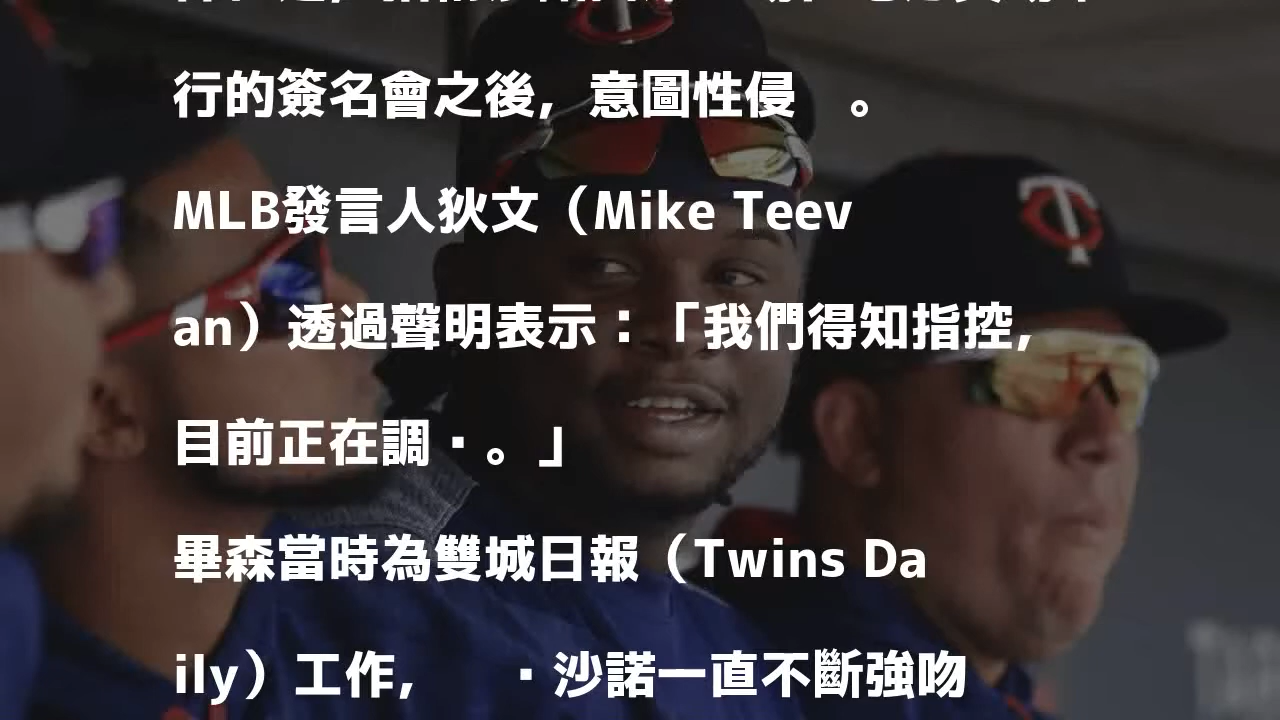 行的簽名會之後，意圖性侵 。
MLB發言人狄文（Mike Teev
an）透過聲明表示：「我們得知指控，
目前正在調·。」
畢森當時為雙城日報（Twins Da
ily）工作， ·沙諾一直不斷強吻